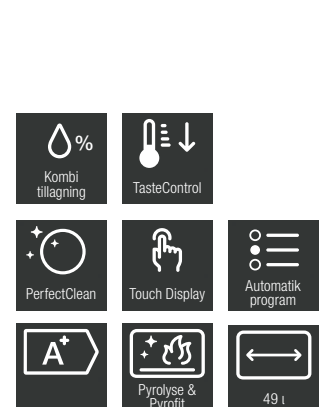 %
Kombi
tillagning
TasteControl
PerfectClean
Touch Display
Automatik
program
A+
Pyrolyse &
Pyrofit
49 l